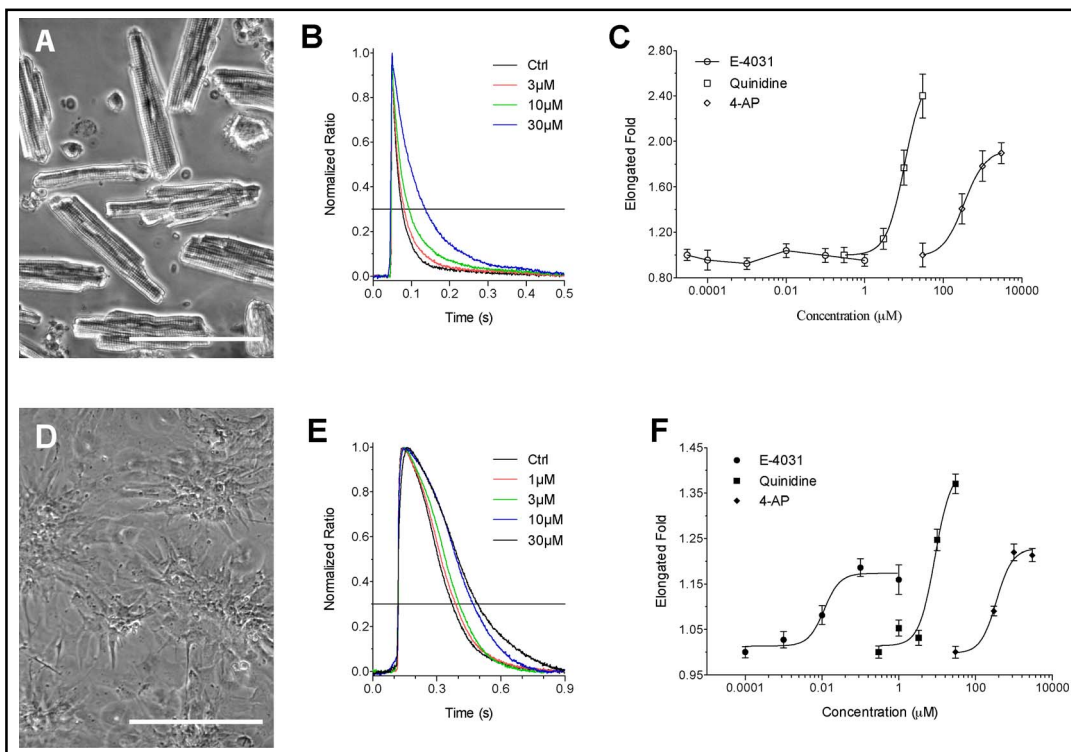 A
B
Normalized Ratio
1.0
0.8
0.6
0.4
0.2
0.0
0.0 0.1 0.2 0.3 0.4 0.5
Time (s)
Ctrl
3μM
10μM
30μM
C
Elongated Fold
2.80
2.40
2.00
1.60
1.20
0.80
0.0001 0.01 1 100 10000
Concentration (μM)
E-4031
Quinidine
4-AP
D
E
Normalized Ratio
1.0
0.8
0.6
0.4
0.2
0.0
0.0 0.3 0.6 0.9
Time (s)
Ctrl
1μM
3μM
10μM
30μM
F
Elongated Fold
1.45
1.35
1.25
1.15
1.05
0.95
0.0001 0.01 1 100 10000
Concentration (μM)
E-4031
Quinidine
4-AP